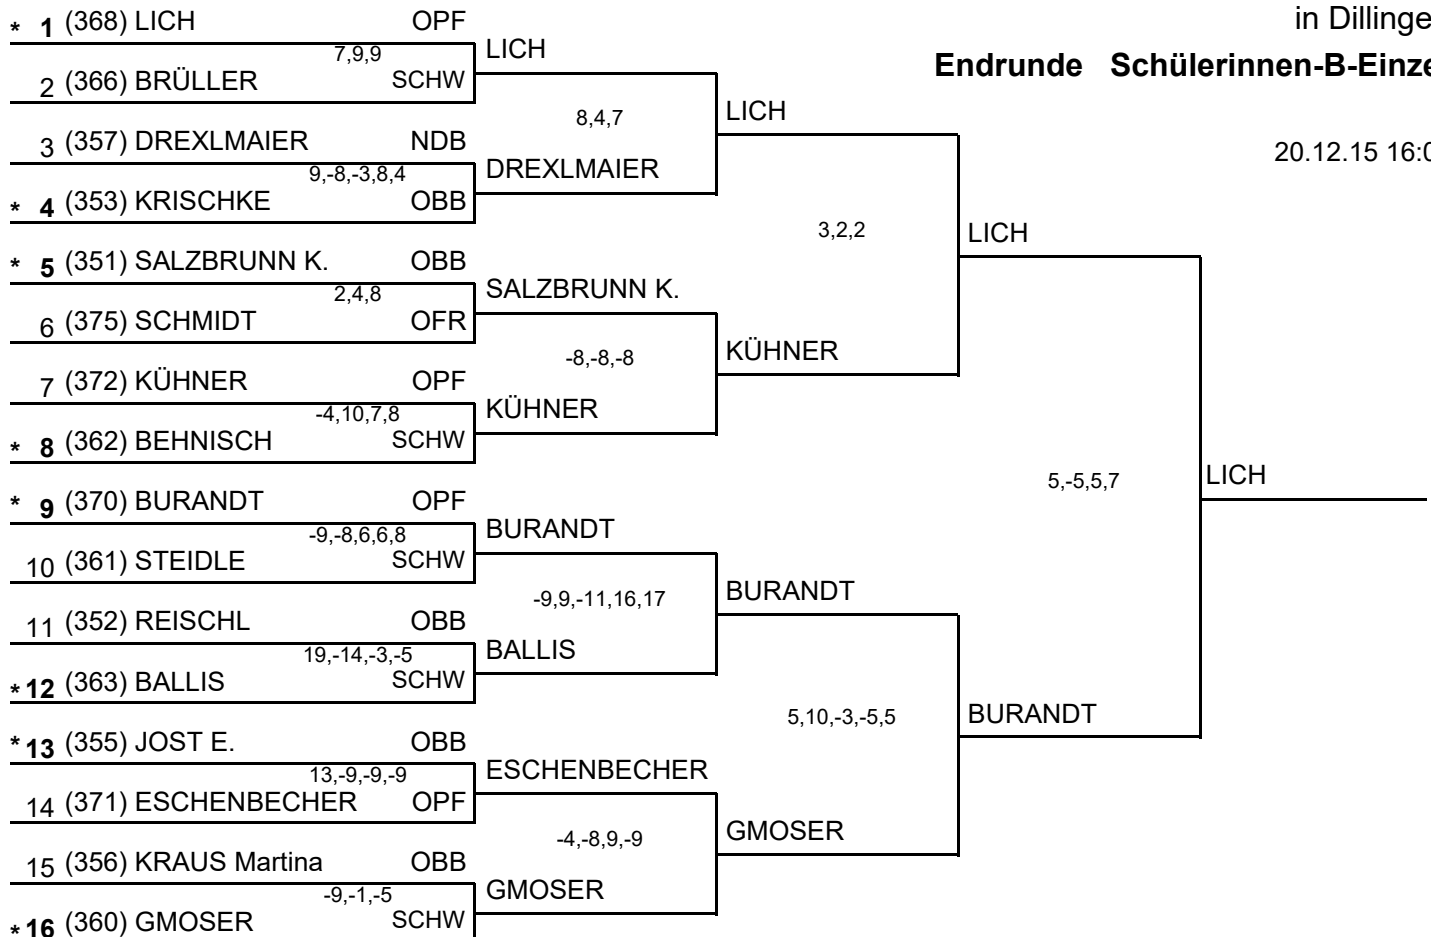 in Dillinge
Endrunde Schülerinnen-B-Einze
20.12.15 16:0
* 1 (368) LICH OPF
7,9,9
2 (366) BRÜLLER SCHW
3 (357) DREXLMAIER NDB
9,-8,-3,8,4
* 4 (353) KRISCHKE OBB
* 5 (351) SALZBRUNN K. OBB
2,4,8
6 (375) SCHMIDT OFR
7 (372) KÜHNER OPF
-4,10,7,8
* 8 (362) BEHNISCH SCHW
* 9 (370) BURANDT OPF
-9,-8,6,6,8
10 (361) STEIDLE SCHW
11 (352) REISCHL OBB
19,-14,-3,-5
* 12 (363) BALLIS SCHW
* 13 (355) JOST E. OBB
13,-9,-9,-9
14 (371) ESCHENBECHER OPF
15 (356) KRAUS Martina OBB
-9,-1,-5
* 16 (360) GMOSER SCHW
LICH
8,4,7
DREXLMAIER
SALZBRUNN K.
-8,-8,-8
KÜHNER
BURANDT
-9,9,-11,16,17
BALLIS
ESCHENBECHER
-4,-8,9,-9
GMOSER
LICH
3,2,2
KÜHNER
BURANDT
5,10,-3,-5,5
GMOSER
LICH
5,-5,5,7
BURANDT
LICH